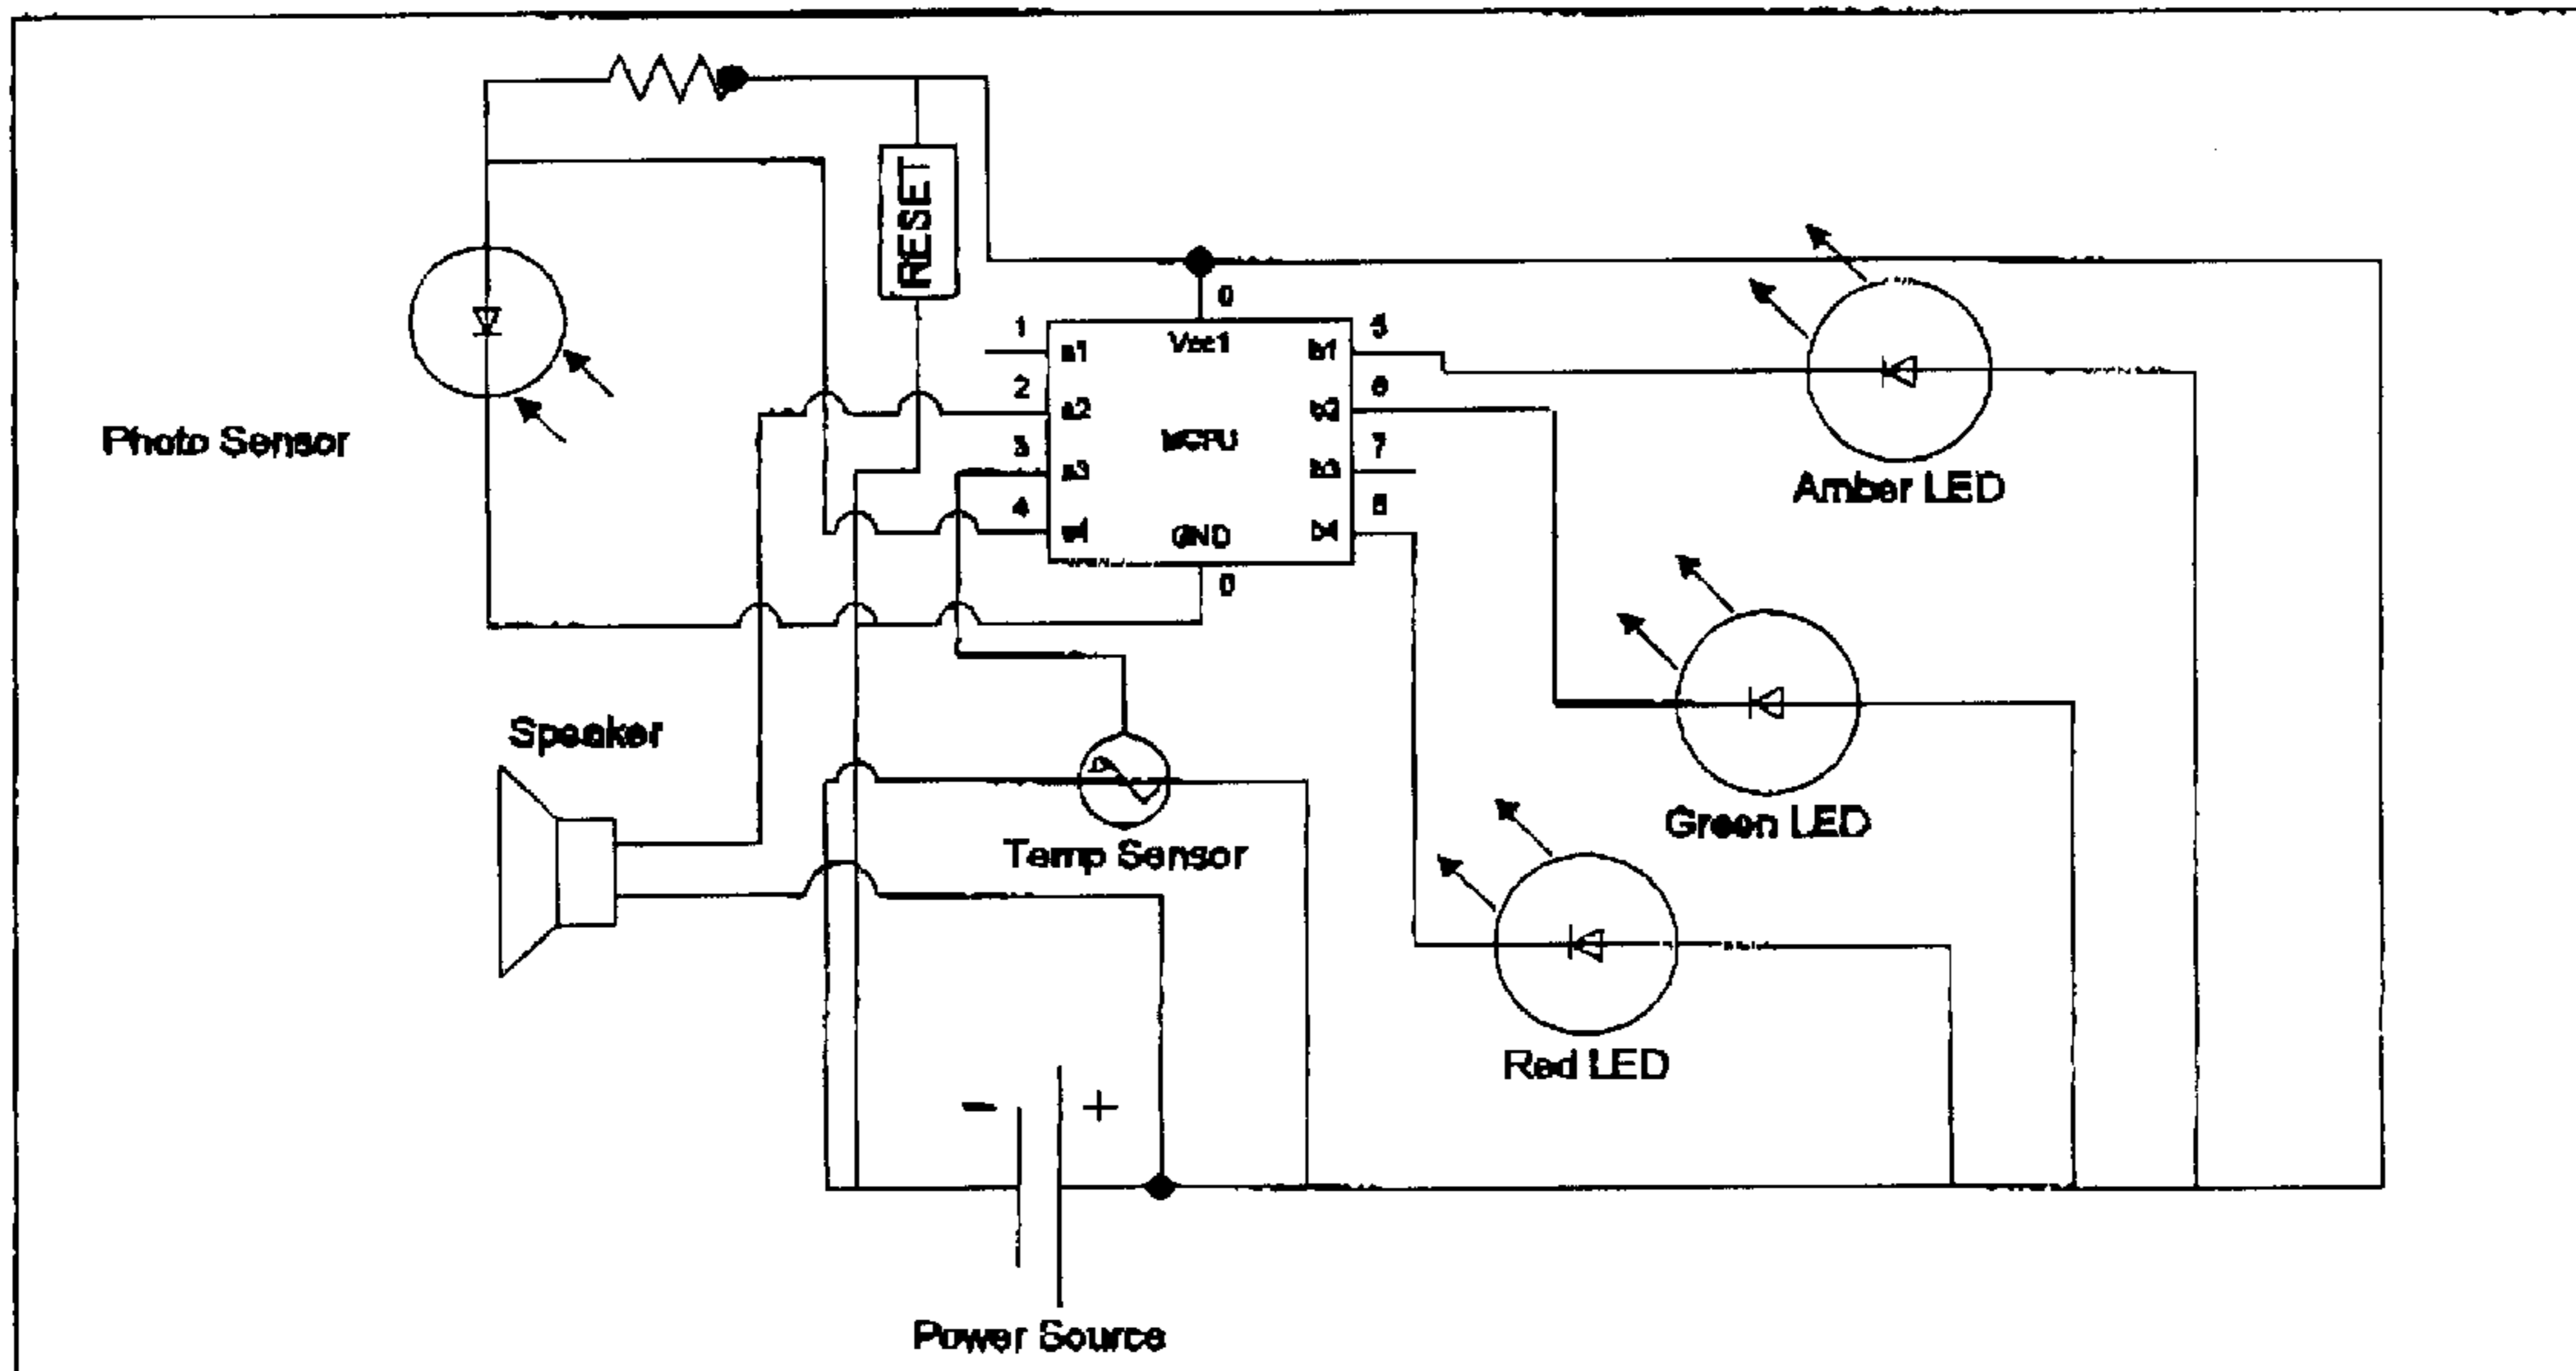 RESET
0
1
a1
Vcc1
b1
5
2
a2
b2
6
Photo Sensor
3
a3
MCPU
b3
7
4
a4
GND
b4
8
0
Amber LED
Speaker
Green LED
Temp Sensor
Red LED
- +
Power Source